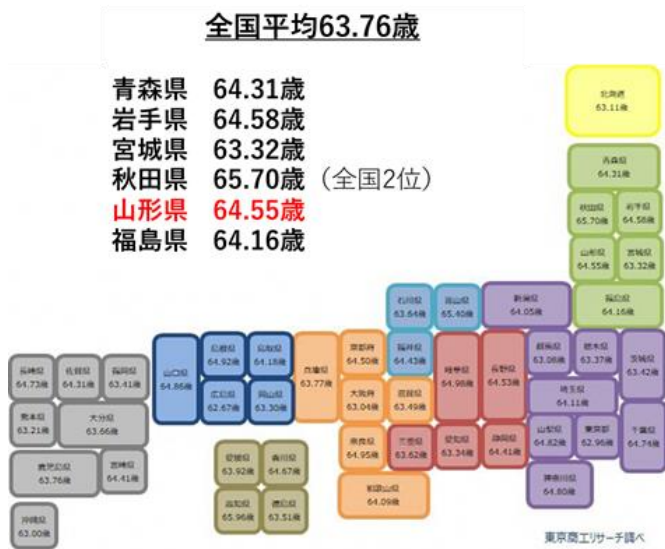 全国平均63.76歳
青森県 64.31歳
岩手県 64.58歳
宮城県 63.32歳
秋田県 65.70歳（全国2位）
山形県 64.55歳
福島県 64.16歳
北海道
63.11歳
青森県
64.31歳
秋田県
65.70歳
岩手県
64.58歳
山形県
64.55歳
宮城県
63.32歳
福島県
64.16歳
石川県
63.64歳
富山県
65.40歳
新潟県
64.05歳
福井県
64.43歳
岐阜県
64.98歳
長野県
64.53歳
群馬県
63.08歳
栃木県
63.37歳
茨城県
63.42歳
埼玉県
64.11歳
山梨県
64.82歳
東京都
62.96歳
千葉県
64.74歳
神奈川県
64.80歳
三重県
63.62歳
愛知県
63.34歳
静岡県
64.41歳
兵庫県
63.77歳
京都府
64.50歳
大阪府
63.04歳
滋賀県
63.49歳
奈良県
64.95歳
和歌山県
64.09歳
山口県
64.86歳
島根県
64.92歳
鳥取県
64.18歳
広島県
62.67歳
岡山県
63.30歳
愛媛県
63.92歳
香川県
64.67歳
高知県
65.96歳
徳島県
63.51歳
長崎県
64.73歳
佐賀県
64.31歳
福岡県
63.41歳
熊本県
63.21歳
大分県
63.66歳
鹿児島県
63.76歳
宮崎県
64.41歳
沖縄県
63.00歳
東京商工リサーチ調べ